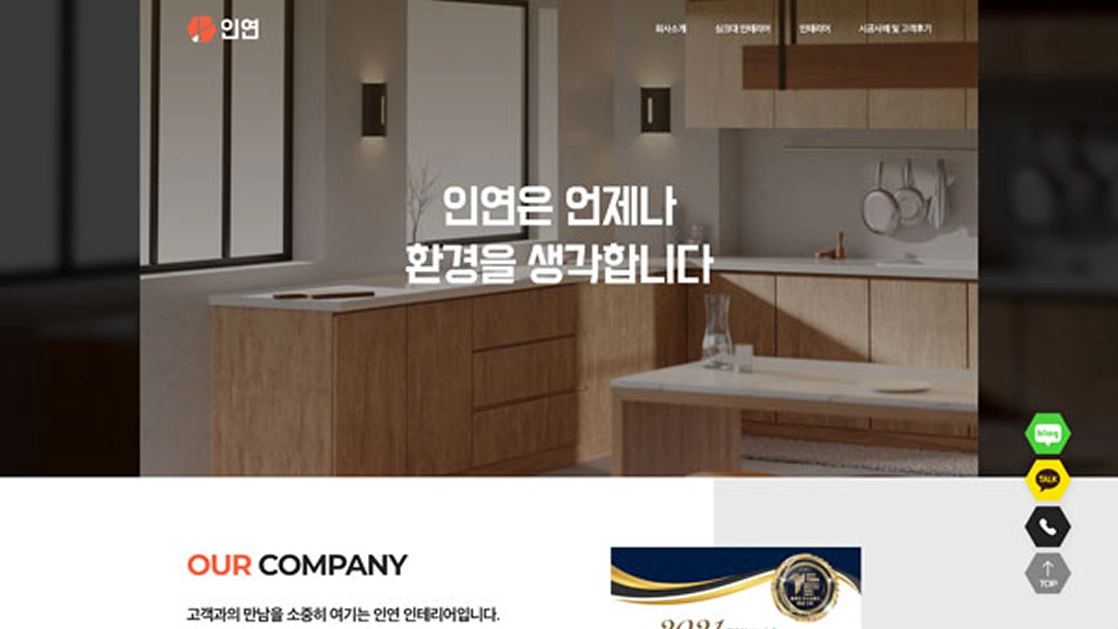 인연
회사소개 싱크대 인테리어 인테리어 시공사례 및 고객후기
인연은 언제나
환경을 생각합니다
blog
TALK
TOP
OUR COMPANY
고객과의 만남을 소중히 여기는 인연 인테리어입니다.
2021